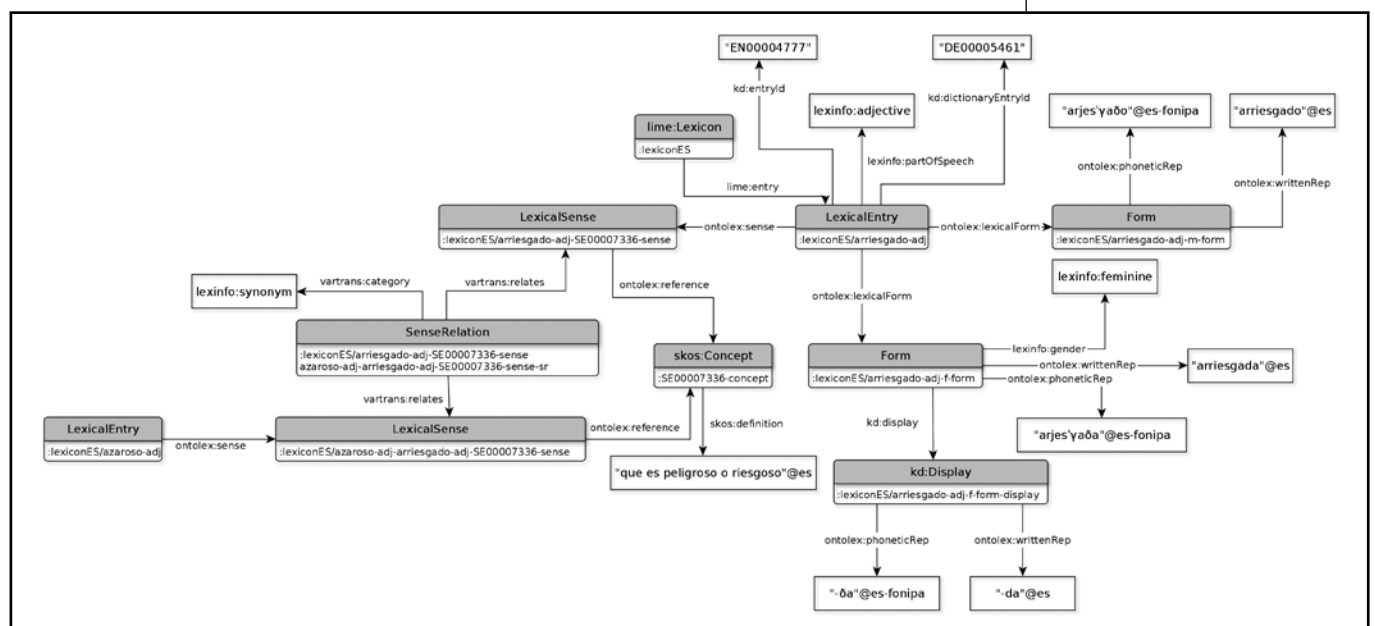 "EN00004777"
"DE00005461"
kd:entryId
kd:dictionaryEntryId
lexinfo:adjective
"arjes'ɣaðo"@es-fonipa
"arriesgado"@es
lime:Lexicon
:lexiconES
lexinfo:partOfSpeech
ontolex:phoneticRep
ontolex:writtenRep
lime:entry
LexicalSense
:lexiconES/arriesgado-adj-SE00007336-sense
ontolex:sense
LexicalEntry
:lexiconES/arriesgado-adj
ontolex:lexicalForm
Form
:lexiconES/arriesgado-adj-m-form
lexinfo:synonym
vartrans:category
vartrans:relates
ontolex:reference
ontolex:lexicalForm
lexinfo:feminine
SenseRelation
:lexiconES/arriesgado-adj-SE00007336-sense
azaroso-adj-arriesgado-adj-SE00007336-sense-sr
skos:Concept
:SE00007336-concept
Form
:lexiconES/arriesgado-adj-f-form
lexinfo:gender
ontolex:writtenRep
ontolex:phoneticRep
"arriesgada"@es
vartrans:relates
LexicalEntry
:lexiconES/azaroso-adj
ontolex:sense
LexicalSense
:lexiconES/azaroso-adj-arriesgado-adj-SE00007336-sense
ontolex:reference
skos:definition
kd:display
"arjes'ɣaða"@es-fonipa
"que es peligroso o riesgoso"@es
kd:Display
:lexiconES/arriesgado-adj-f-form-display
ontolex:phoneticRep
ontolex:writtenRep
"-ða"@es-fonipa
"-da"@es